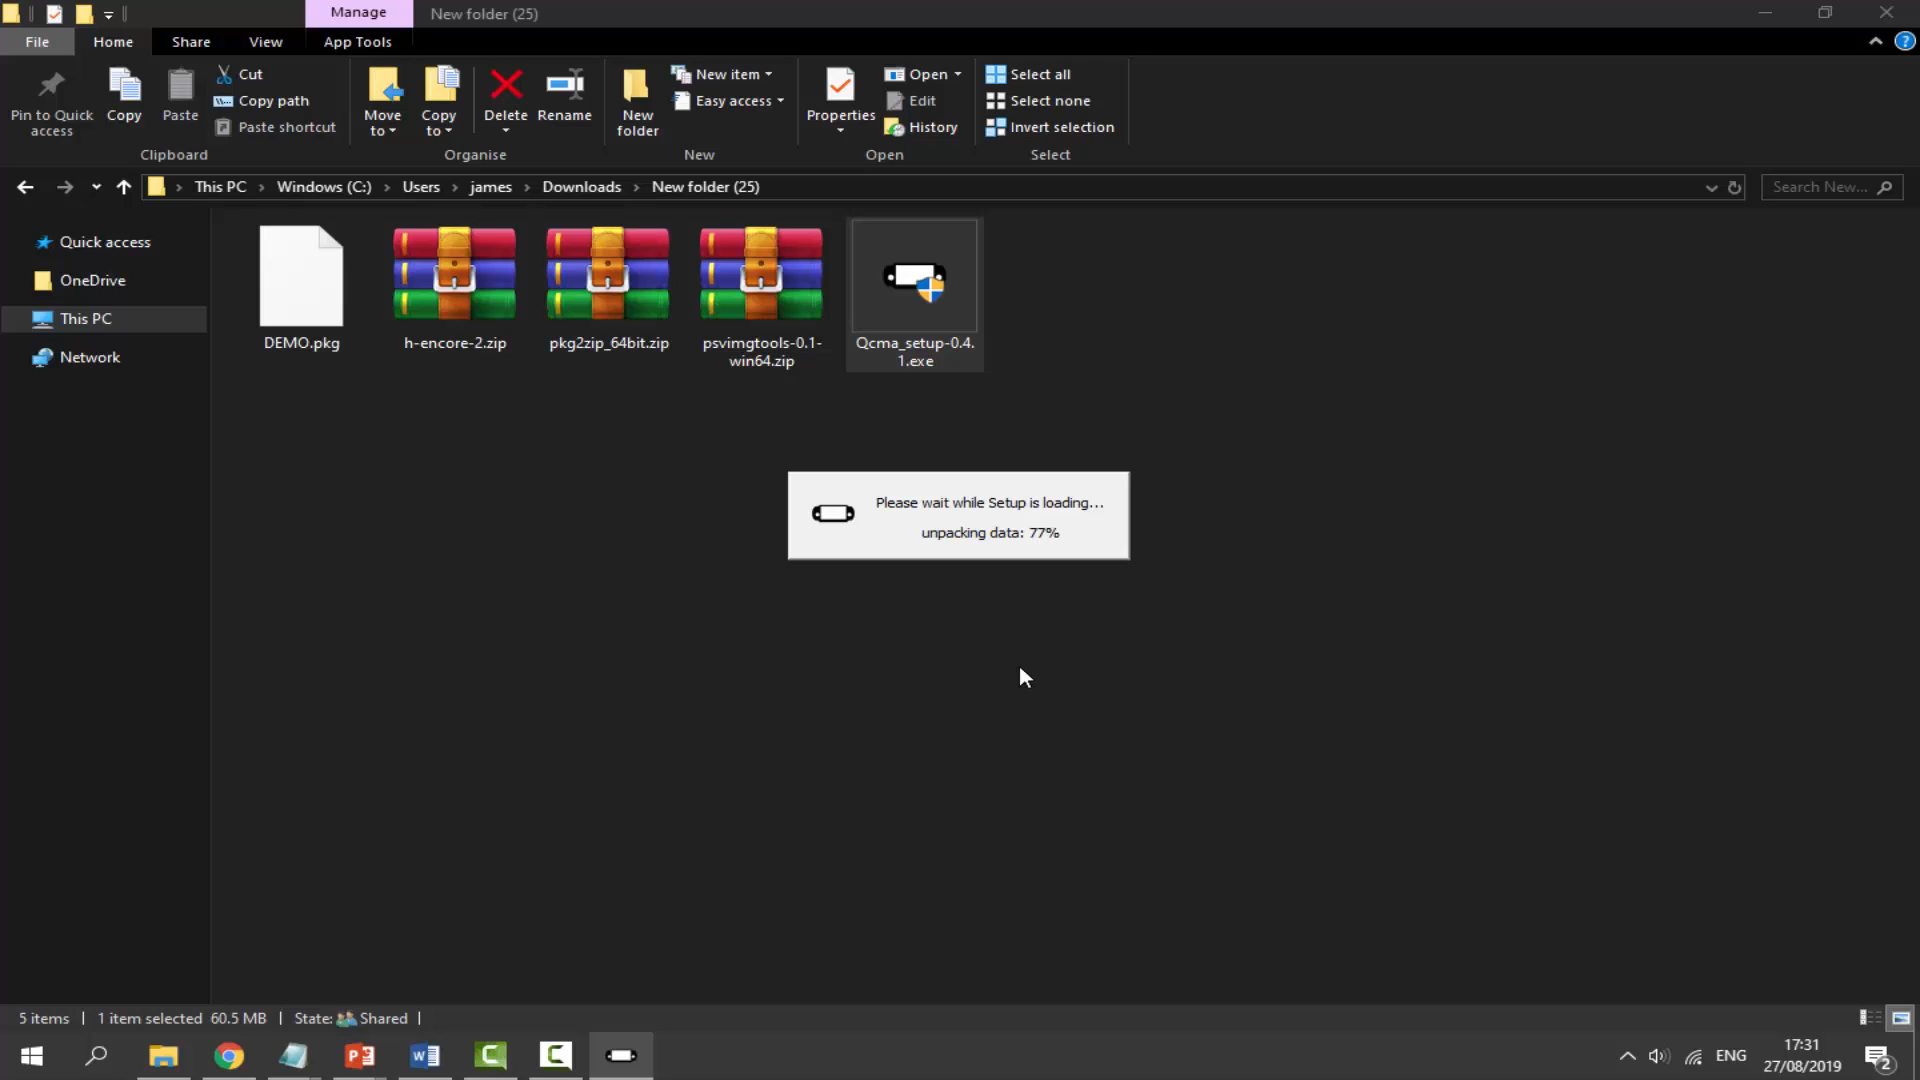 Manage New folder (25)
File Home Share View App Tools
Pin to Quick access
Copy
Paste
Cut
Copy path
Paste shortcut
Clipboard
Move to
Copy to
Delete
Rename
Organise
New folder
New item
Easy access
New
Properties
Open
Edit
History
Open
Select all
Select none
Invert selection
Select
This PC › Windows (C:) › Users › james › Downloads › New folder (25)
Search New...
Quick access
OneDrive
This PC
Network
DEMO.pkg
h-encore-2.zip
pkg2zip_64bit.zip
psvimgtools-0.1-
win64.zip
Qcma_setup-0.4.
1.exe
Please wait while Setup is loading...
unpacking data: 77%
5 items | 1 item selected 60.5 MB | State: Shared |
ENG
17:31
27/08/2019
2